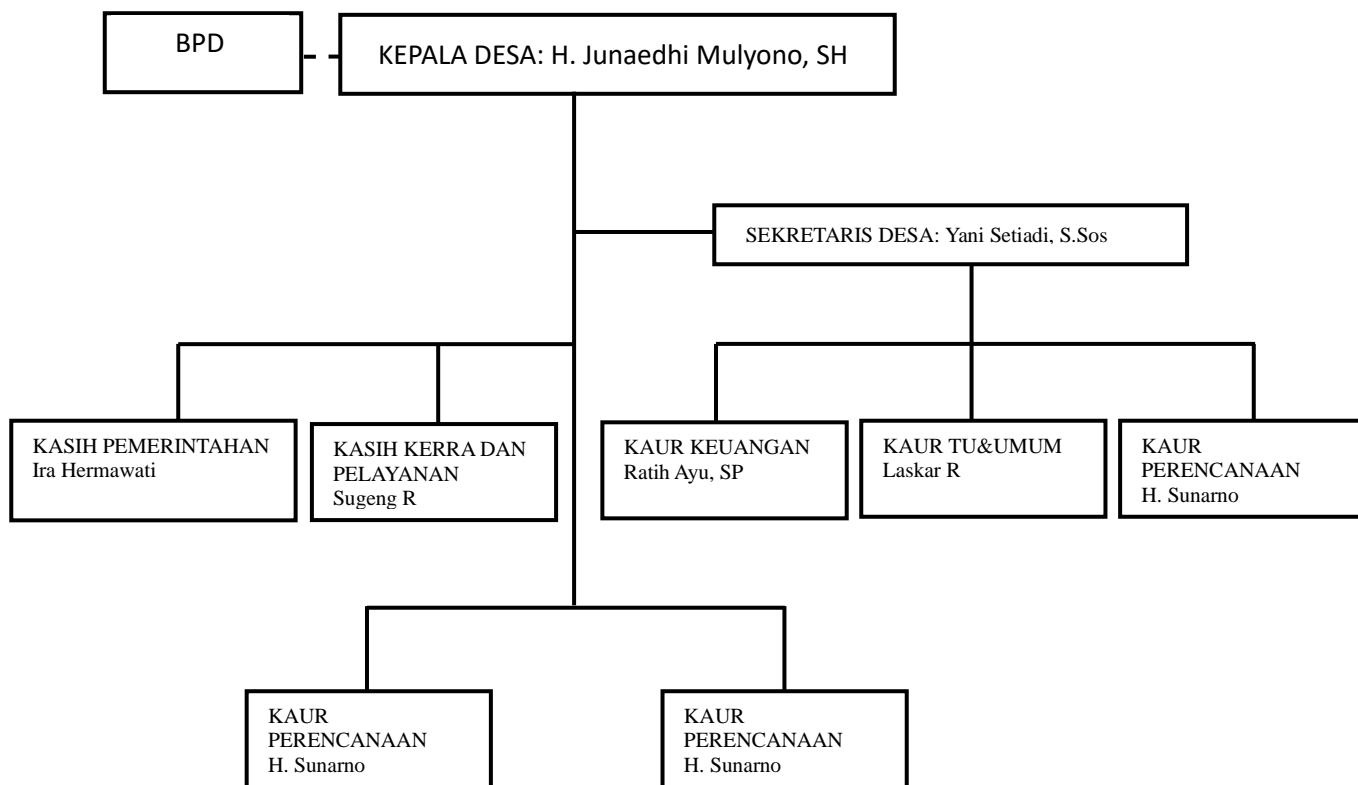 BPD
KEPALA DESA: H. Junaedhi Mulyono, SH
SEKRETARIS DESA: Yani Setiadi, S.Sos
KASIH PEMERINTAHAN
Ira Hermawati
KASIH KERRA DAN
PELAYANAN
Sugeng R
KAUR KEUANGAN
Ratih Ayu, SP
KAUR TU&UMUM
Laskar R
KAUR
PERENCANAAN
H. Sunarno
KAUR
PERENCANAAN
H. Sunarno
KAUR
PERENCANAAN
H. Sunarno